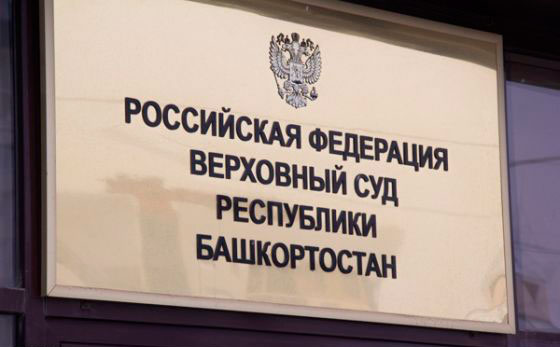 РОССИЙСКАЯ ФЕДЕРАЦИЯ
ВЕРХОВНЫЙ СУД
РЕСПУБЛИКИ
БАШКОРТОСТАН